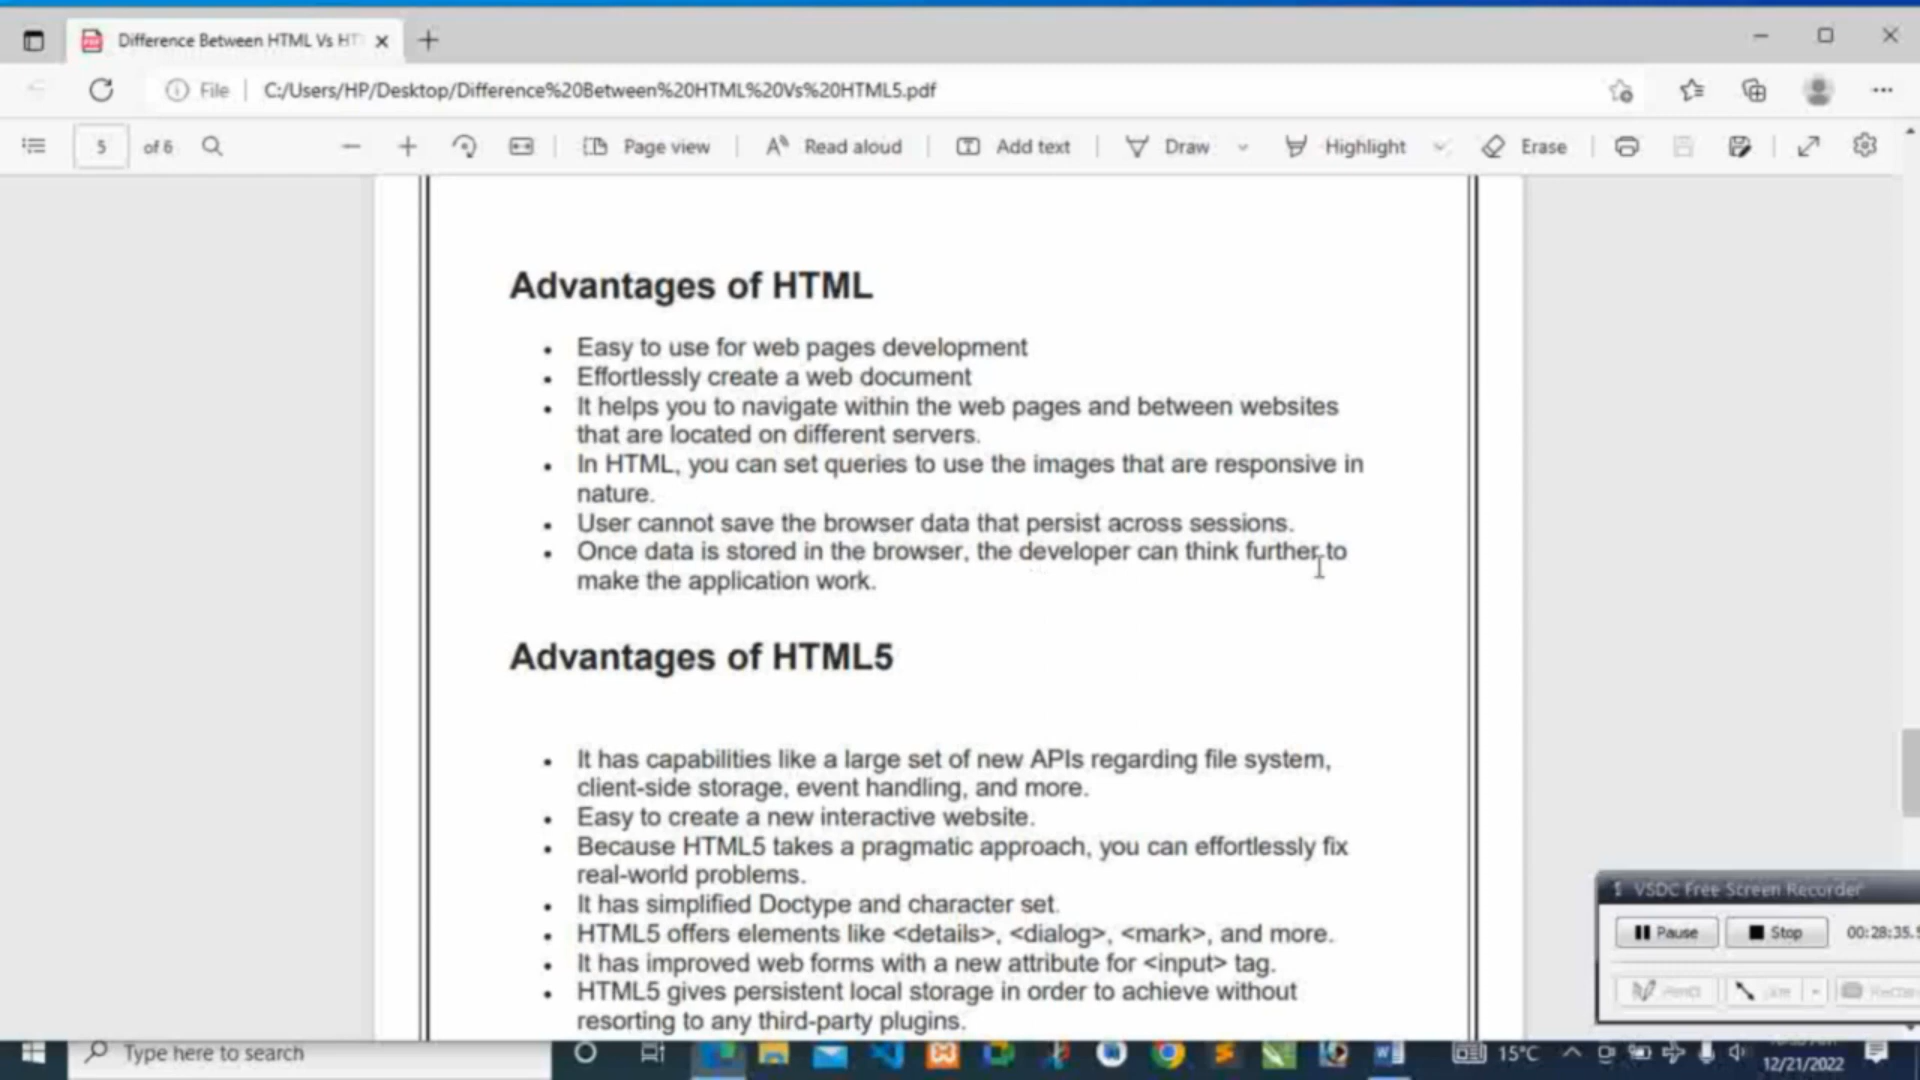 Difference Between HTML Vs HT
File
C:/Users/HP/Desktop/Difference%20Between%20HTML%20Vs%20HTML5.pdf
5 of 6
Page view
Read aloud
Add text
Draw
Highlight
Erase
Advantages of HTML
• Easy to use for web pages development
• Effortlessly create a web document
• It helps you to navigate within the web pages and between websites
that are located on different servers.
• In HTML, you can set queries to use the images that are responsive in
nature.
• User cannot save the browser data that persist across sessions.
• Once data is stored in the browser, the developer can think further to
make the application work.
Advantages of HTML5
• It has capabilities like a large set of new APIs regarding file system,
client-side storage, event handling, and more.
• Easy to create a new interactive website.
• Because HTML5 takes a pragmatic approach, you can effortlessly fix
real-world problems.
• It has simplified Doctype and character set.
• HTML5 offers elements like <details>, <dialog>, <mark>, and more.
• It has improved web forms with a new attribute for <input> tag.
• HTML5 gives persistent local storage in order to achieve without
resorting to any third-party plugins.
VSDC Free Screen Recorder
Pause
Stop
00:28:35.
Type here to search
15°C
12/21/2022